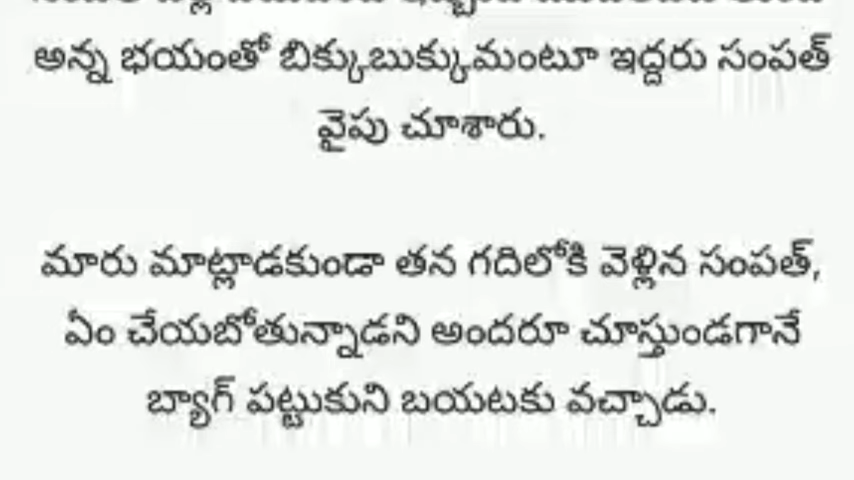 అన్న భయంతో బిక్కుబుక్కుమంటూ ఇద్దరు సంపత్
వైపు చూశారు.
మారు మాట్లాడకుండా తన గదిలోకి వెళ్లిన సంపత్,
ఏం చేయబోతున్నాడని అందరూ చూస్తుండగానే
బ్యాగ్ పట్టుకుని బయటకు వచ్చాడు.